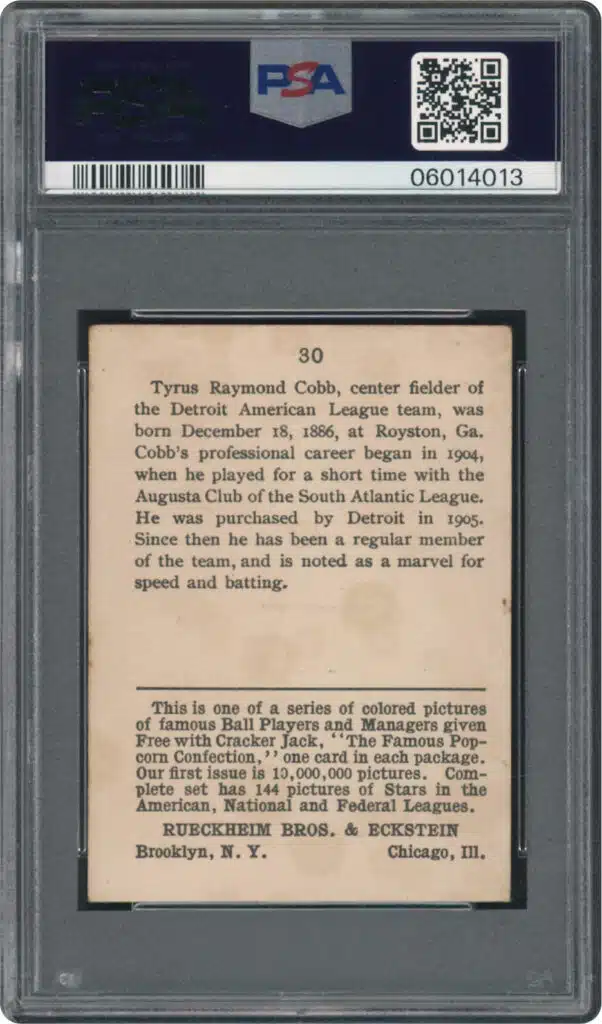 PSA
06014013
30
Tyrus Raymond Cobb, center fielder of
the Detroit American League team, was
born December 18, 1886, at Royston, Ga.
Cobb's professional career began in 1904,
when he played for a short time with the
Augusta Club of the South Atlantic League.
He was purchased by Detroit in 1905.
Since then he has been a regular member
of the team, and is noted as a marvel for
speed and batting.
This is one of a series of colored pictures
of famous Ball Players and Managers given
Free with Cracker Jack, "The Famous Pop-
corn Confection," one card in each package.
Our first issue is 10,000,000 pictures. Com-
plete set has 144 pictures of Stars in the
American, National and Federal Leagues.
RUECKHEIM BROS. & ECKSTEIN
Brooklyn, N. Y. Chicago, Ill.